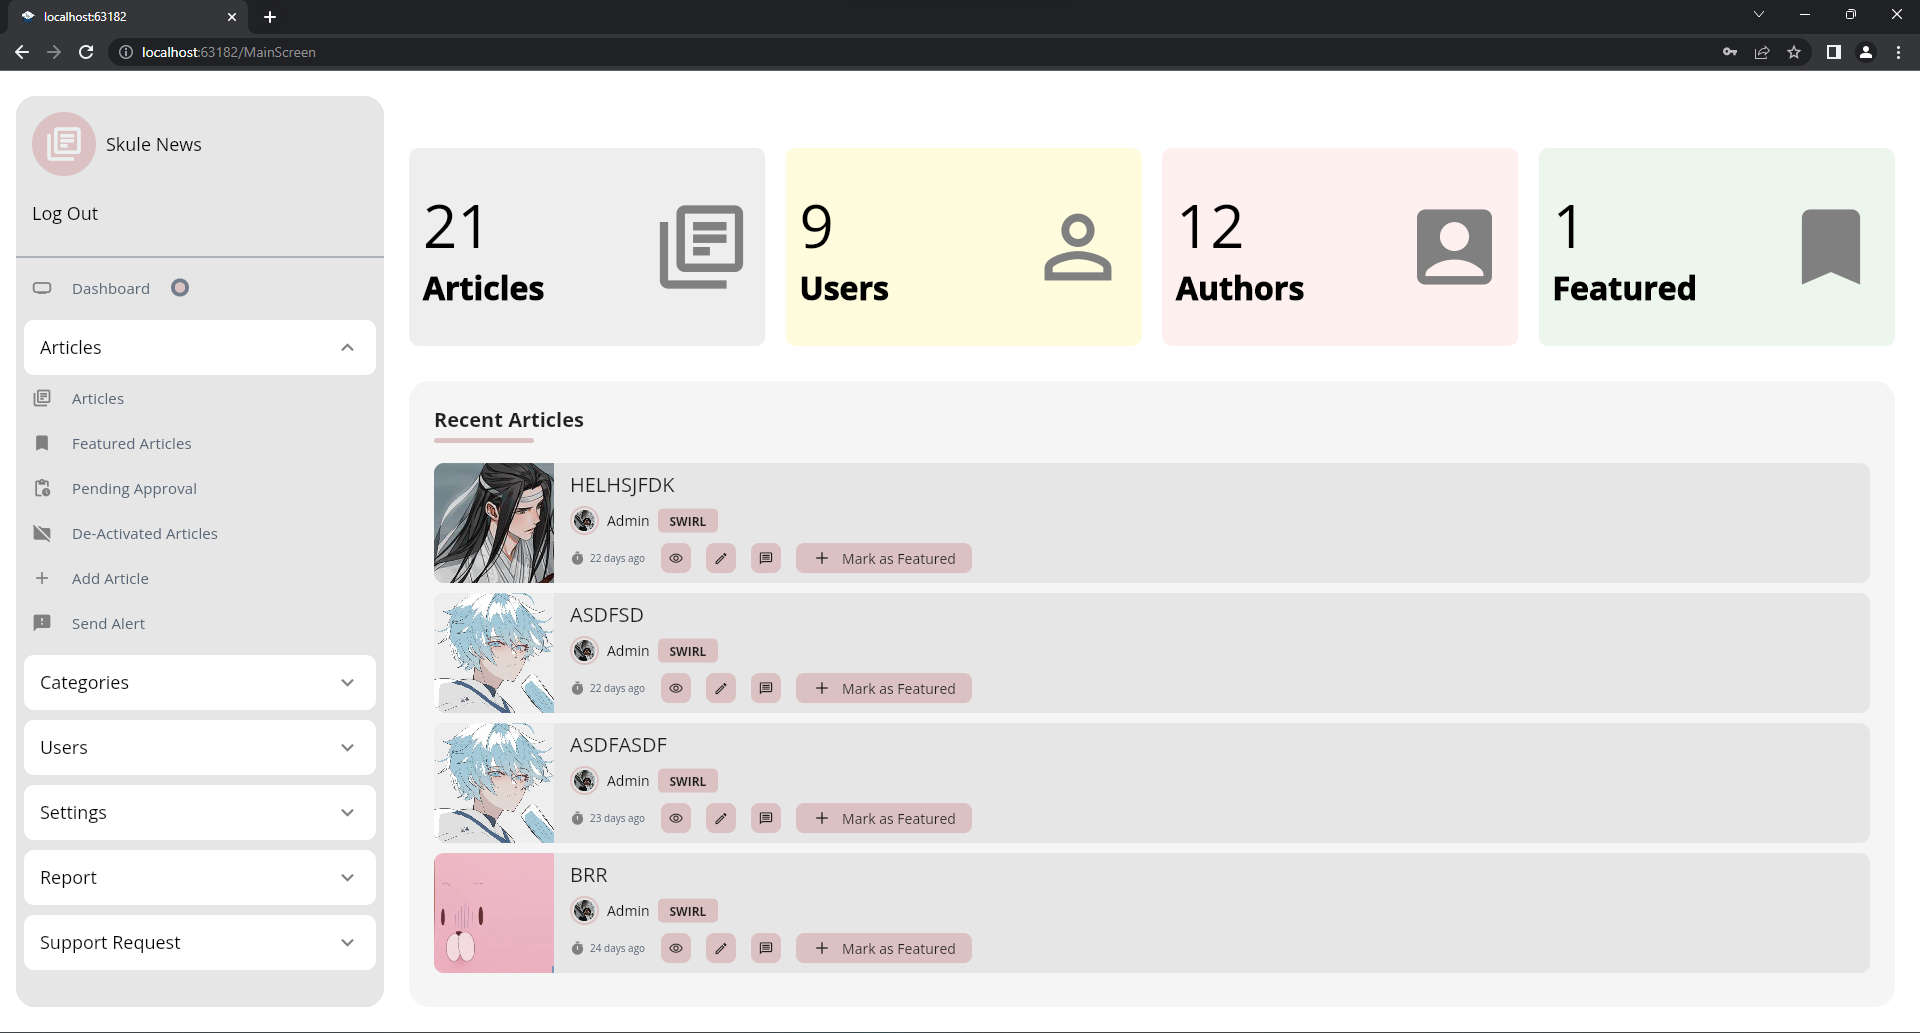 localhost:63182
localhost:63182/MainScreen
Skule News
Log Out
Dashboard
Articles
Articles
Featured Articles
Pending Approval
De-Activated Articles
Add Article
Send Alert
Categories
Users
Settings
Report
Support Request
21
Articles
9
Users
12
Authors
1
Featured
Recent Articles
HELHSJFDK
Admin SWIRL
22 days ago Mark as Featured
ASDFSD
Admin SWIRL
22 days ago Mark as Featured
ASDFASDF
Admin SWIRL
23 days ago Mark as Featured
BRR
Admin SWIRL
24 days ago Mark as Featured